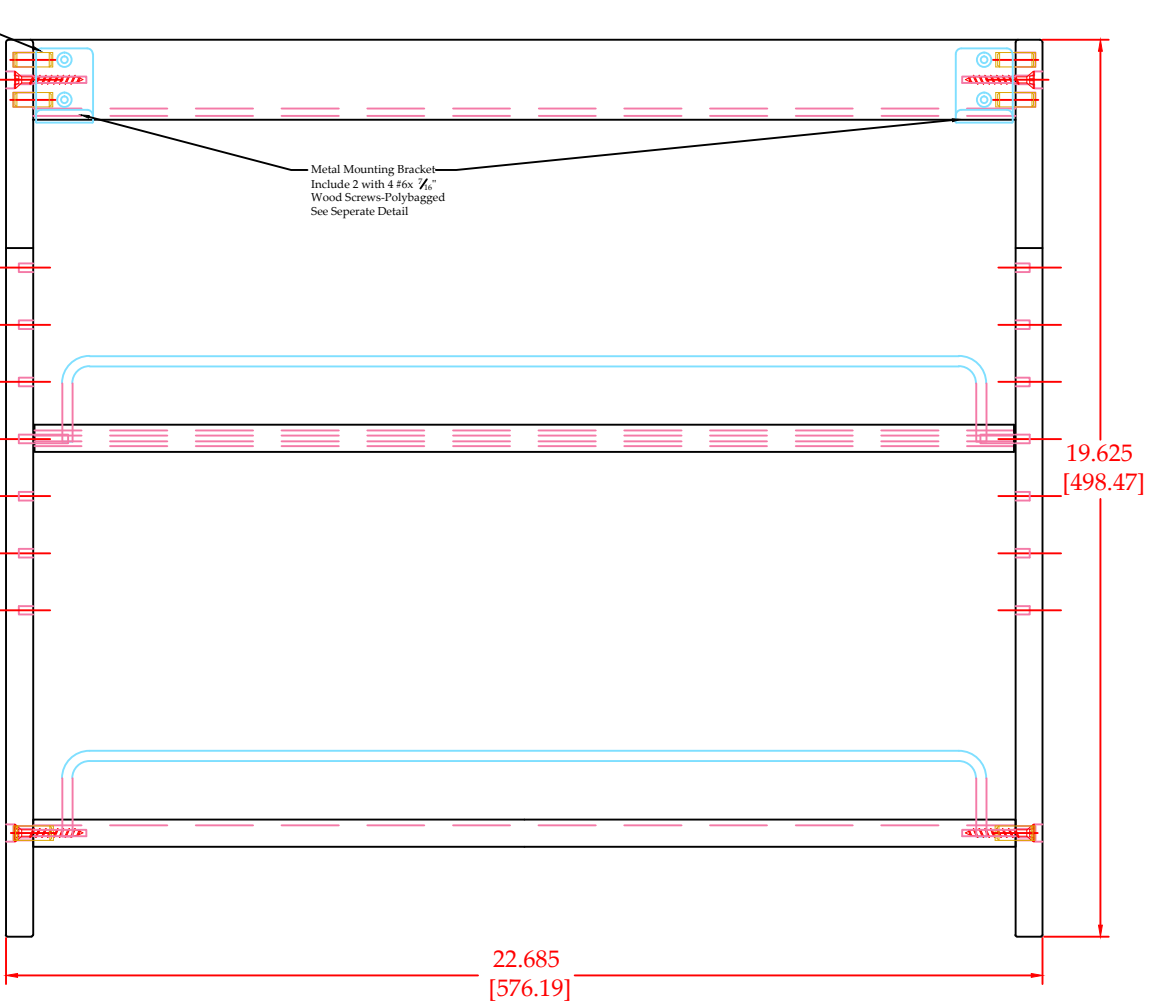 Metal Mounting Bracket
Include 2 with 4 #6x 7⁄16"
Wood Screws-Polybagged
See Seperate Detail
19.625
[498.47]
22.685
[576.19]